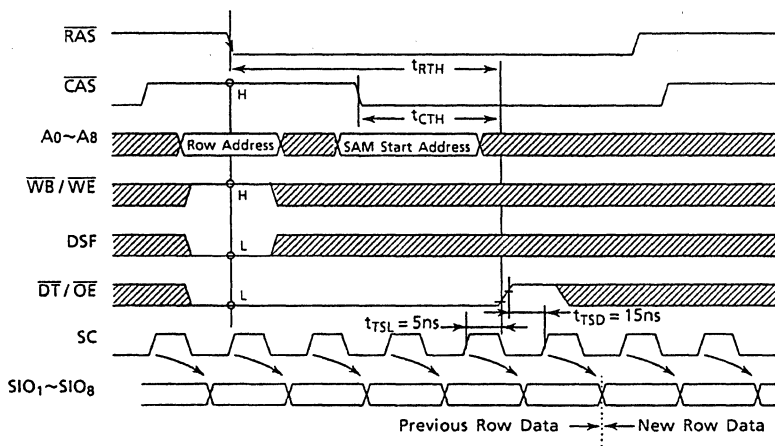 RAS
tRTH
CAS
H
tCTH
A0~A8
Row Address
SAM Start Address
WB / WE
H
DSF
L
DT / OE
L
tTSL = 5ns
tTSD = 15ns
SC
SIO1~SIO8
Previous Row Data
New Row Data